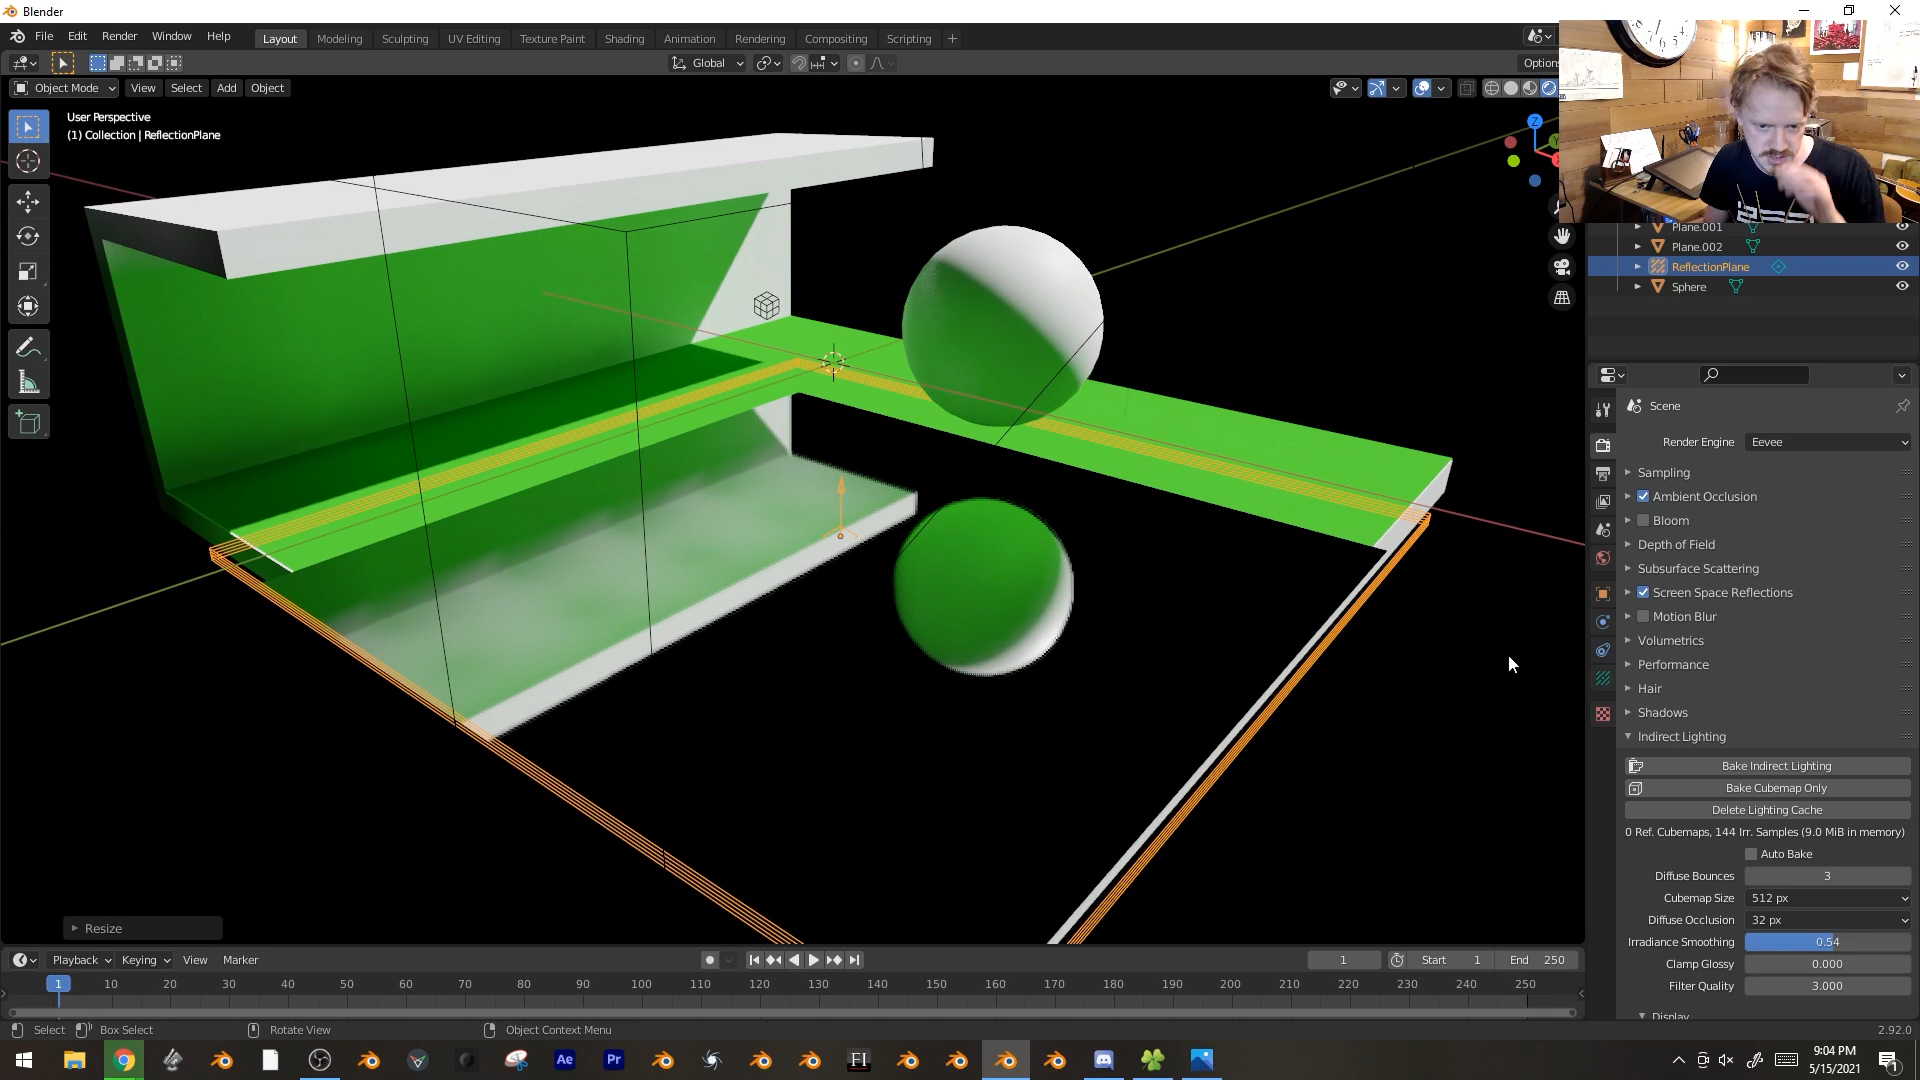 Blender
File Edit Render Window Help Layout Modeling Sculpting UV Editing Texture Paint Shading Animation Rendering Compositing Scripting
Global Options
Object Mode View Select Add Object
User Perspective
(1) Collection | ReflectionPlane
Z
Plane.001
Plane.002
ReflectionPlane
Sphere
Scene
Render Engine Eevee
Sampling
Ambient Occlusion
Bloom
Depth of Field
Subsurface Scattering
Screen Space Reflections
Motion Blur
Volumetrics
Performance
Hair
Shadows
Indirect Lighting
Bake Indirect Lighting
Bake Cubemap Only
Delete Lighting Cache
0 Ref. Cubemaps, 144 Irr. Samples (9.0 MiB in memory)
Auto Bake
Diffuse Bounces 3
Cubemap Size 512 px
Diffuse Occlusion 32 px
Irradiance Smoothing 0.54
Clamp Glossy 0.000
Filter Quality 3.000
Display
Resize
Playback Keying View Marker 1 Start 1 End 250
1 10 20 30 40 50 60 70 80 90 100 110 120 130 140 150 160 170 180 190 200 210 220 230 240 250
Select Box Select Rotate View Object Context Menu 2.92.0
Ae Pr FI
9:04 PM
5/15/2021
1